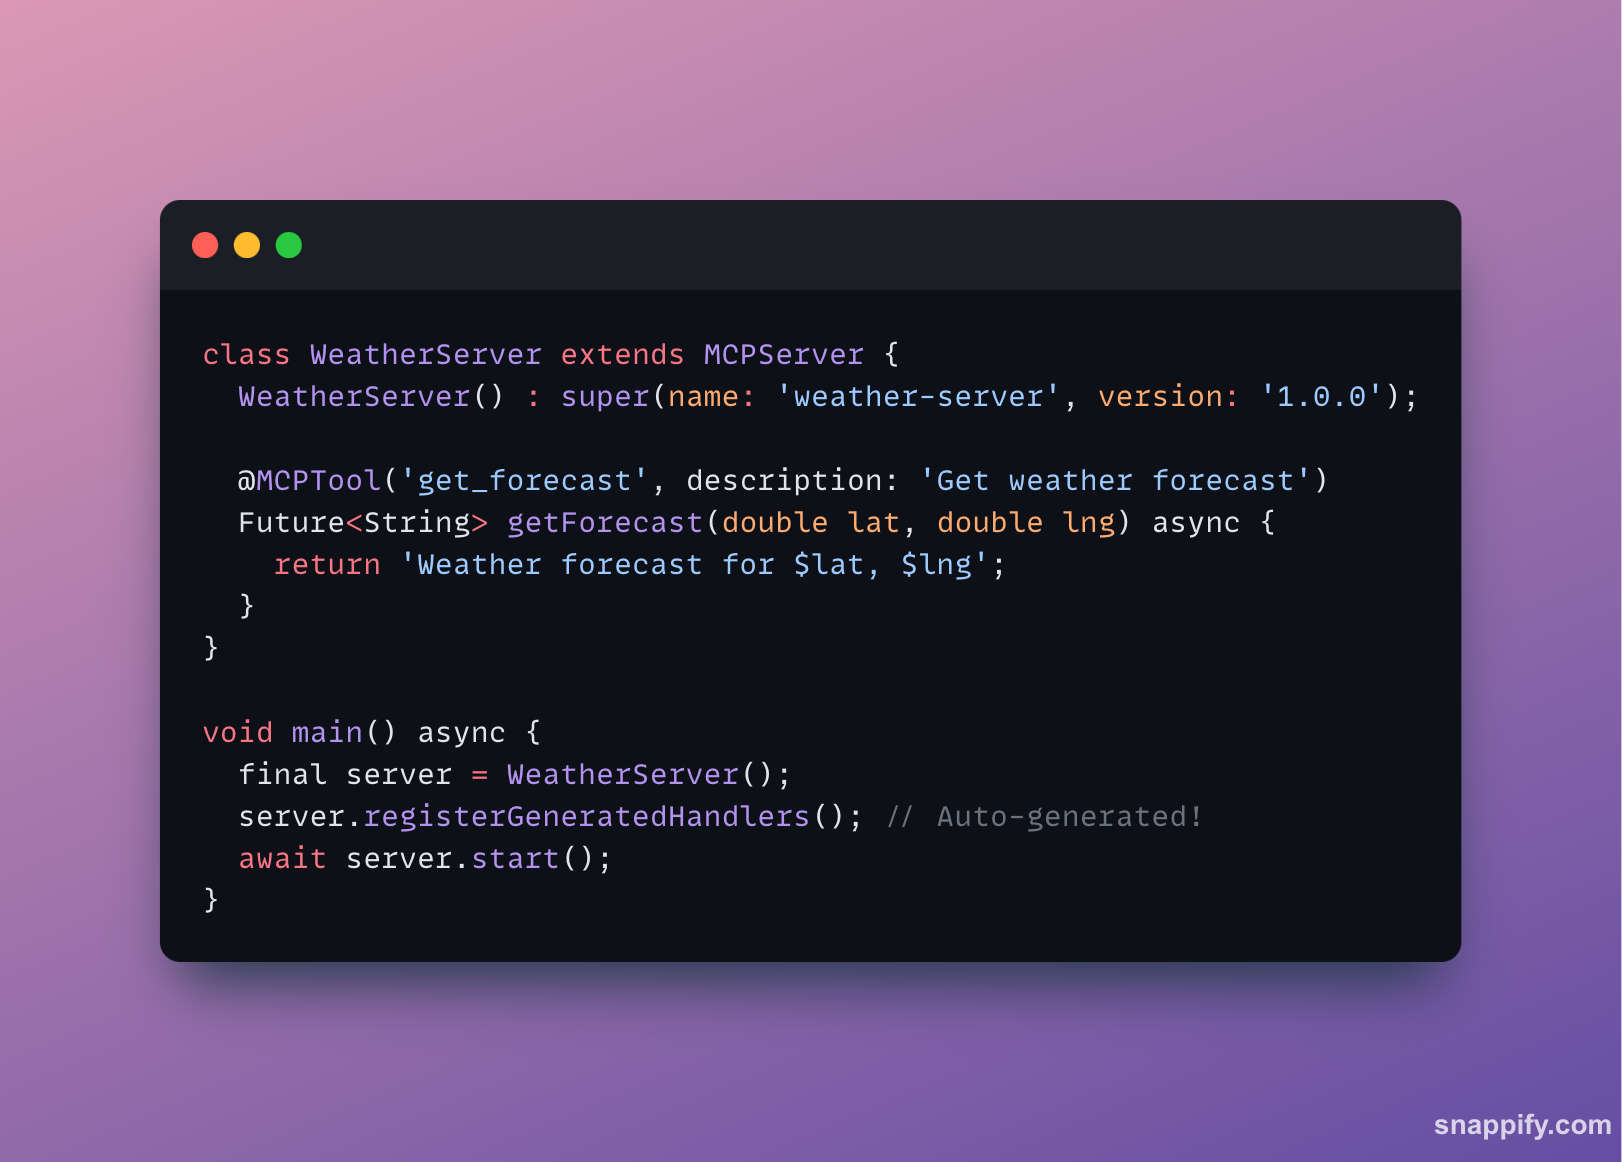 class WeatherServer extends MCPServer {
  WeatherServer() : super(name: 'weather-server', version: '1.0.0');

  @MCPTool('get_forecast', description: 'Get weather forecast')
  Future<String> getForecast(double lat, double lng) async {
    return 'Weather forecast for $lat, $lng';
  }
}

void main() async {
  final server = WeatherServer();
  server.registerGeneratedHandlers(); // Auto-generated!
  await server.start();
}
snappify.com